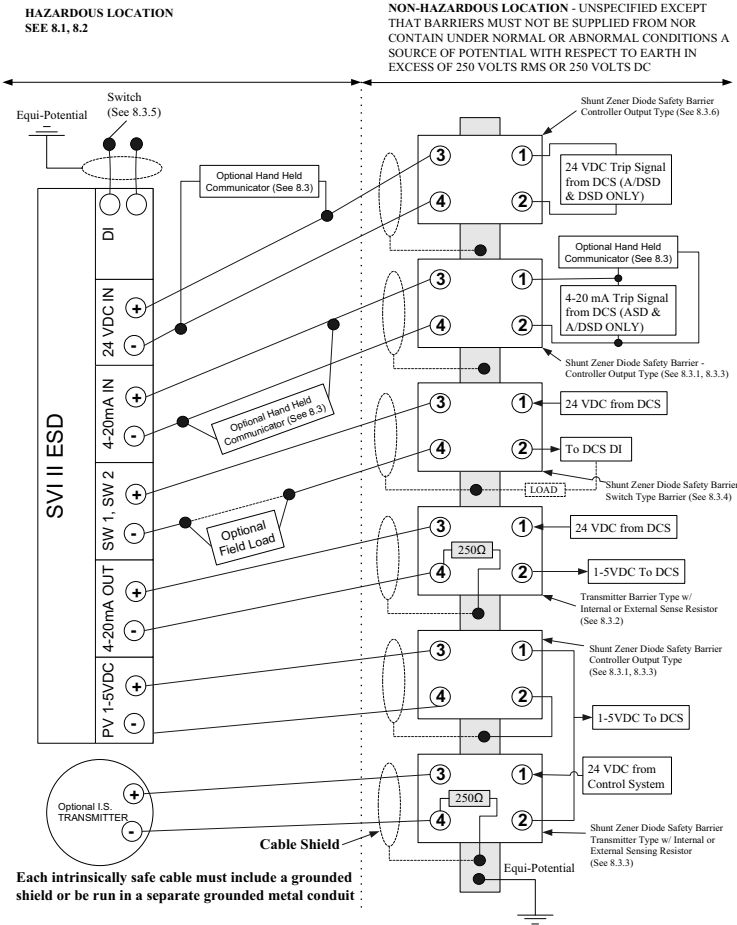 HAZARDOUS LOCATION
SEE 8.1, 8.2
NON-HAZARDOUS LOCATION - UNSPECIFIED EXCEPT
THAT BARRIERS MUST NOT BE SUPPLIED FROM NOR
CONTAIN UNDER NORMAL OR ABNORMAL CONDITIONS A
SOURCE OF POTENTIAL WITH RESPECT TO EARTH IN
EXCESS OF 250 VOLTS RMS OR 250 VOLTS DC
Switch
(See 8.3.5)
Equi-Potential
Optional Hand Held
Communicator (See 8.3)
SVI II ESD
DI
24 VDC IN
+
-
4-20mA IN
+
-
SW 1, SW 2
+
-
4-20mA OUT
+
-
PV 1-5VDC
+
-
Optional Hand Held
Communicator (See 8.3)
Optional
Field Load
Optional I.S.
TRANSMITTER
+
-
Cable Shield
Each intrinsically safe cable must include a grounded
shield or be run in a separate grounded metal conduit
Shunt Zener Diode Safety Barrier
Controller Output Type (See 8.3.6)
3
1
4
2
24 VDC Trip Signal
from DCS (A/DSD
& DSD ONLY)
Optional Hand Held
Communicator (See 8.3)
3
1
4
2
4-20 mA Trip Signal
from DCS (ASD &
A/DSD ONLY)
Shunt Zener Diode Safety Barrier -
Controller Output Type (See 8.3.1, 8.3.3)
3
1
24 VDC from DCS
4
2
To DCS DI
LOAD
Shunt Zener Diode Safety Barrier
Switch Type Barrier (See 8.3.4)
3
1
24 VDC from DCS
250Ω
4
2
1-5VDC To DCS
Transmitter Barrier Type w/
Internal or External Sense Resistor
(See 8.3.2)
3
1
Shunt Zener Diode Safety Barrier
Controller Output Type
(See 8.3.1, 8.3.3)
4
2
1-5VDC To DCS
3
1
24 VDC from
Control System
250Ω
4
2
Shunt Zener Diode Safety Barrier
Transmitter Type w/ Internal or
External Sensing Resistor
(See 8.3.3)
Equi-Potential